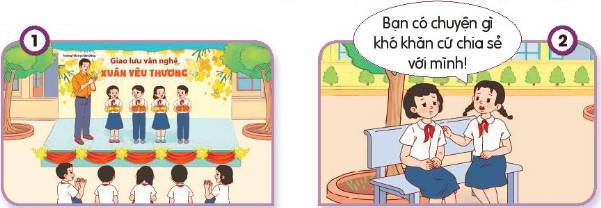 1
Giao lưu văn nghệ
XUÂN YÊU THƯƠNG
Bạn có chuyện gì
khó khăn cứ chia sẻ
với mình!
2